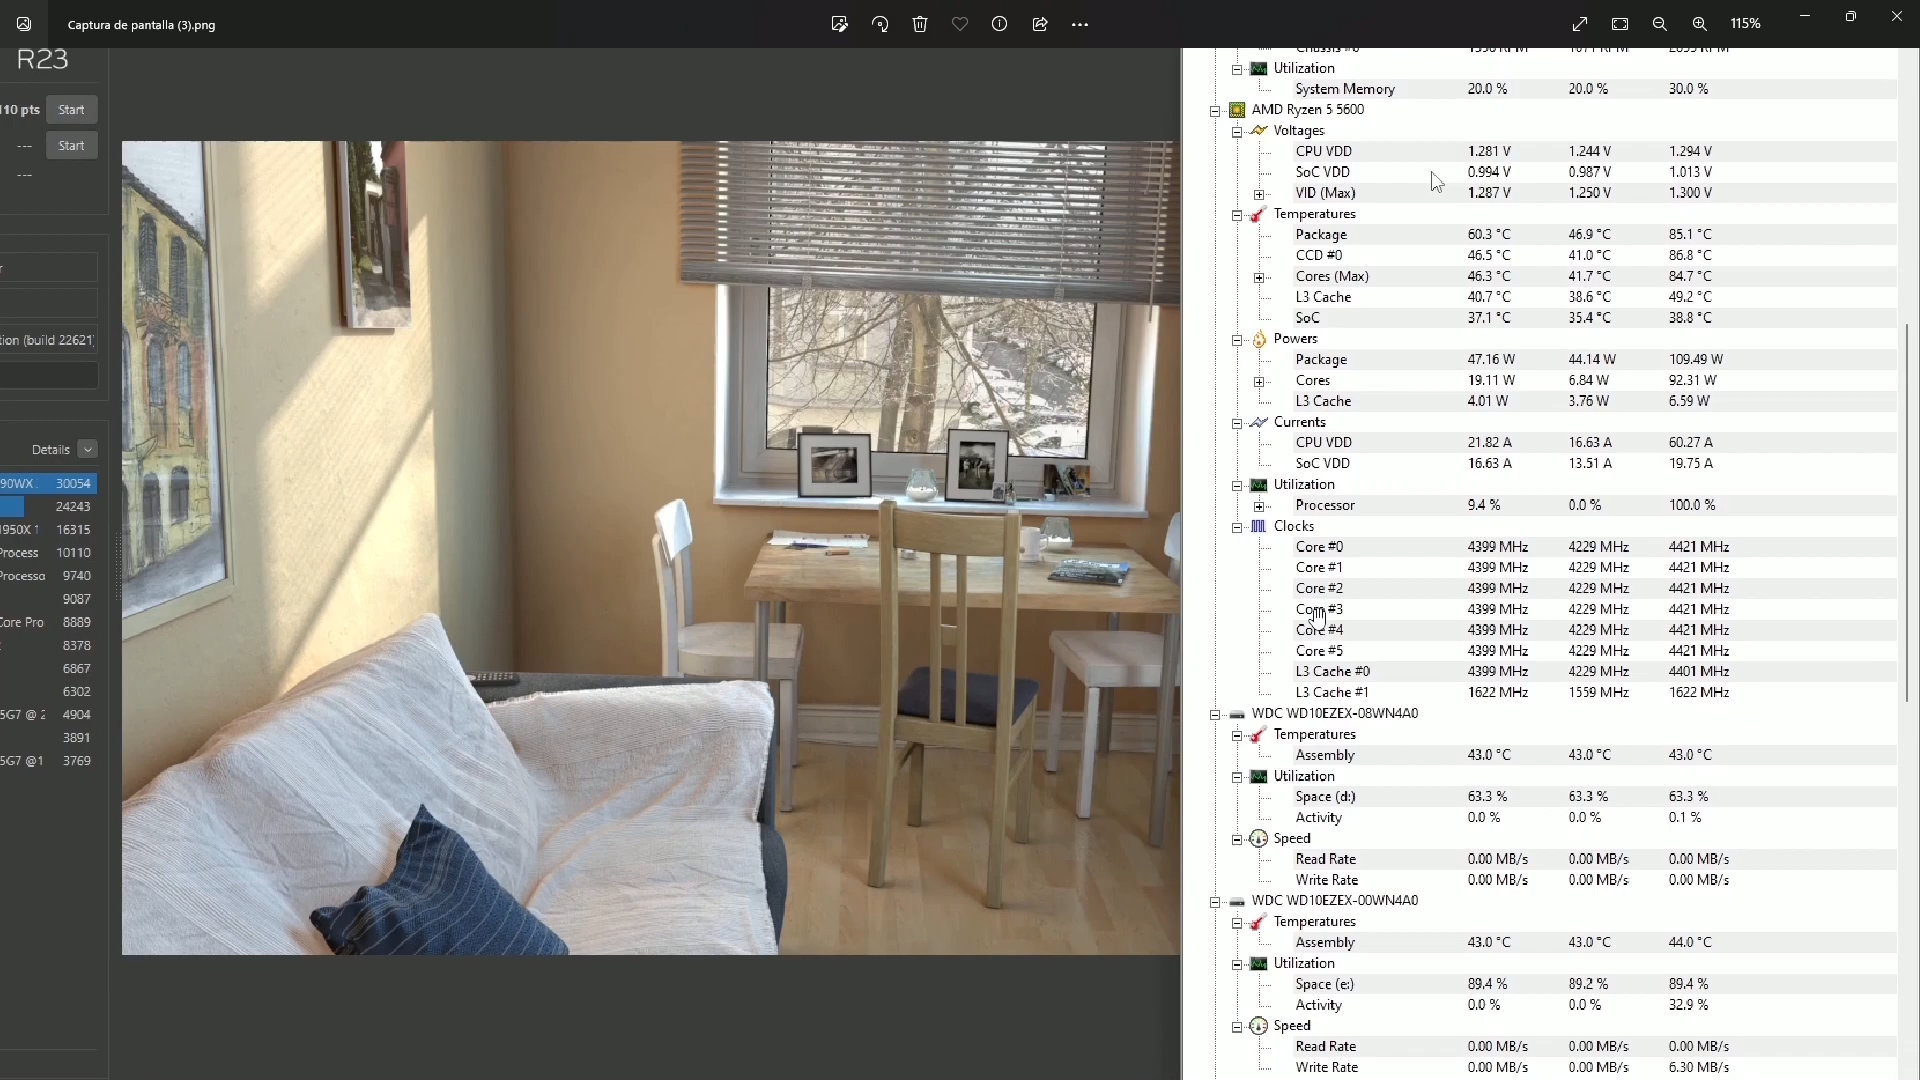 Captura de pantalla (3).png
115%
R23
110 pts Start
--- Start
---
r
tion (build 22621)
Details
90WX 30054
24243
1950X 1 16315
Process 10110
Processo 9740
9087
Core Pro 8889
8378
6867
6302
5G7 @ 2 4904
3891
5G7 @1 3769
Utilization
System Memory 20.0 % 20.0 % 30.0 %
AMD Ryzen 5 5600
Voltages
CPU VDD 1.281 V 1.244 V 1.294 V
SoC VDD 0.994 V 0.987 V 1.013 V
VID (Max) 1.287 V 1.250 V 1.300 V
Temperatures
Package 60.3 °C 46.9 °C 85.1 °C
CCD #0 46.5 °C 41.0 °C 86.8 °C
Cores (Max) 46.3 °C 41.7 °C 84.7 °C
L3 Cache 40.7 °C 38.6 °C 49.2 °C
SoC 37.1 °C 35.4 °C 38.8 °C
Powers
Package 47.16 W 44.14 W 109.49 W
Cores 19.11 W 6.84 W 92.31 W
L3 Cache 4.01 W 3.76 W 6.59 W
Currents
CPU VDD 21.82 A 16.63 A 60.27 A
SoC VDD 16.63 A 13.51 A 19.75 A
Utilization
Processor 9.4 % 0.0 % 100.0 %
Clocks
Core #0 4399 MHz 4229 MHz 4421 MHz
Core #1 4399 MHz 4229 MHz 4421 MHz
Core #2 4399 MHz 4229 MHz 4421 MHz
Core #3 4399 MHz 4229 MHz 4421 MHz
Core #4 4399 MHz 4229 MHz 4421 MHz
Core #5 4399 MHz 4229 MHz 4421 MHz
L3 Cache #0 4399 MHz 4229 MHz 4401 MHz
L3 Cache #1 1622 MHz 1559 MHz 1622 MHz
WDC WD10EZEX-08WN4A0
Temperatures
Assembly 43.0 °C 43.0 °C 43.0 °C
Utilization
Space (d:) 63.3 % 63.3 % 63.3 %
Activity 0.0 % 0.0 % 0.1 %
Speed
Read Rate 0.00 MB/s 0.00 MB/s 0.00 MB/s
Write Rate 0.00 MB/s 0.00 MB/s 0.00 MB/s
WDC WD10EZEX-00WN4A0
Temperatures
Assembly 43.0 °C 43.0 °C 44.0 °C
Utilization
Space (e:) 89.4 % 89.2 % 89.4 %
Activity 0.0 % 0.0 % 32.9 %
Speed
Read Rate 0.00 MB/s 0.00 MB/s 0.00 MB/s
Write Rate 0.00 MB/s 0.00 MB/s 6.30 MB/s